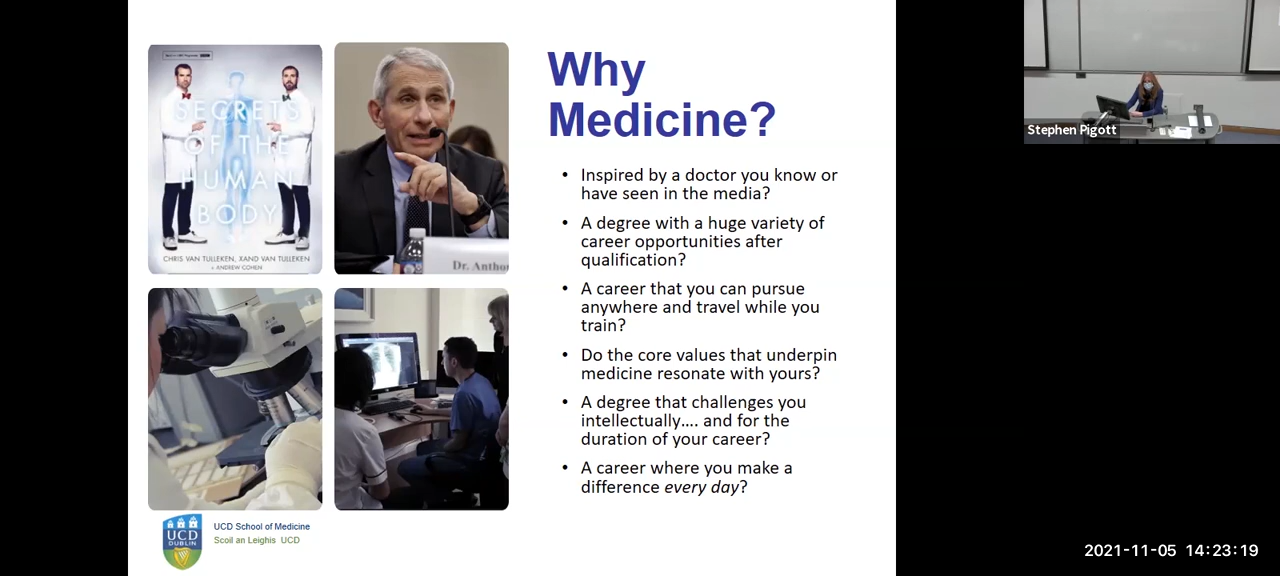 SECRETS
OF THE
HUMAN
BODY
CHRIS VAN TULLEKEN, XAND VAN TULLEKEN
+ ANDREW COHEN
Dr. Antho
Why
Medicine?
• Inspired by a doctor you know or
have seen in the media?
• A degree with a huge variety of
career opportunities after
qualification?
• A career that you can pursue
anywhere and travel while you
train?
• Do the core values that underpin
medicine resonate with yours?
• A degree that challenges you
intellectually…. and for the
duration of your career?
• A career where you make a
difference every day?
UCD
DUBLIN
UCD School of Medicine
Scoil an Leighis UCD
Stephen Pigott
2021-11-05 14:23:19